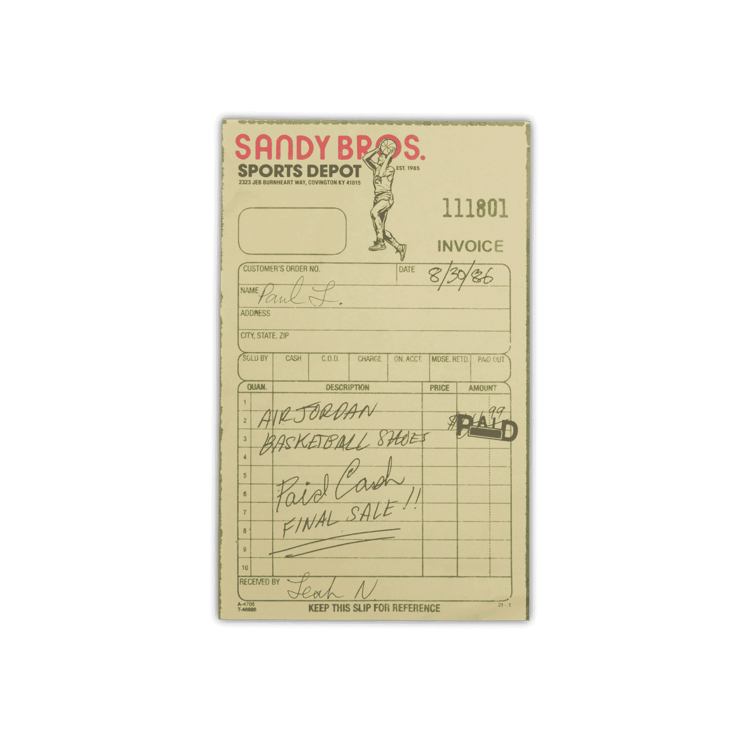 SANDY BROS.
SPORTS DEPOT EST. 1985
2323 JEB BURNHEART WAY, COVINGTON KY 41015
111801
INVOICE
CUSTOMER'S ORDER NO. DATE 8/30/86
NAME Paul L.
ADDRESS
CITY, STATE, ZIP
SOLD BY CASH C.O.D. CHARGE ON. ACCT. MDSE. RETD. PAID OUT
QUAN. DESCRIPTION PRICE AMOUNT
1
2 AIR JORDAN $ .99 PAID
3 BASKETBALL SHOES
4
5
6 Paid Cash
7 FINAL SALE!!
8
9
10
RECEIVED BY Leah N.
A-4705
T-46880 KEEP THIS SLIP FOR REFERENCE